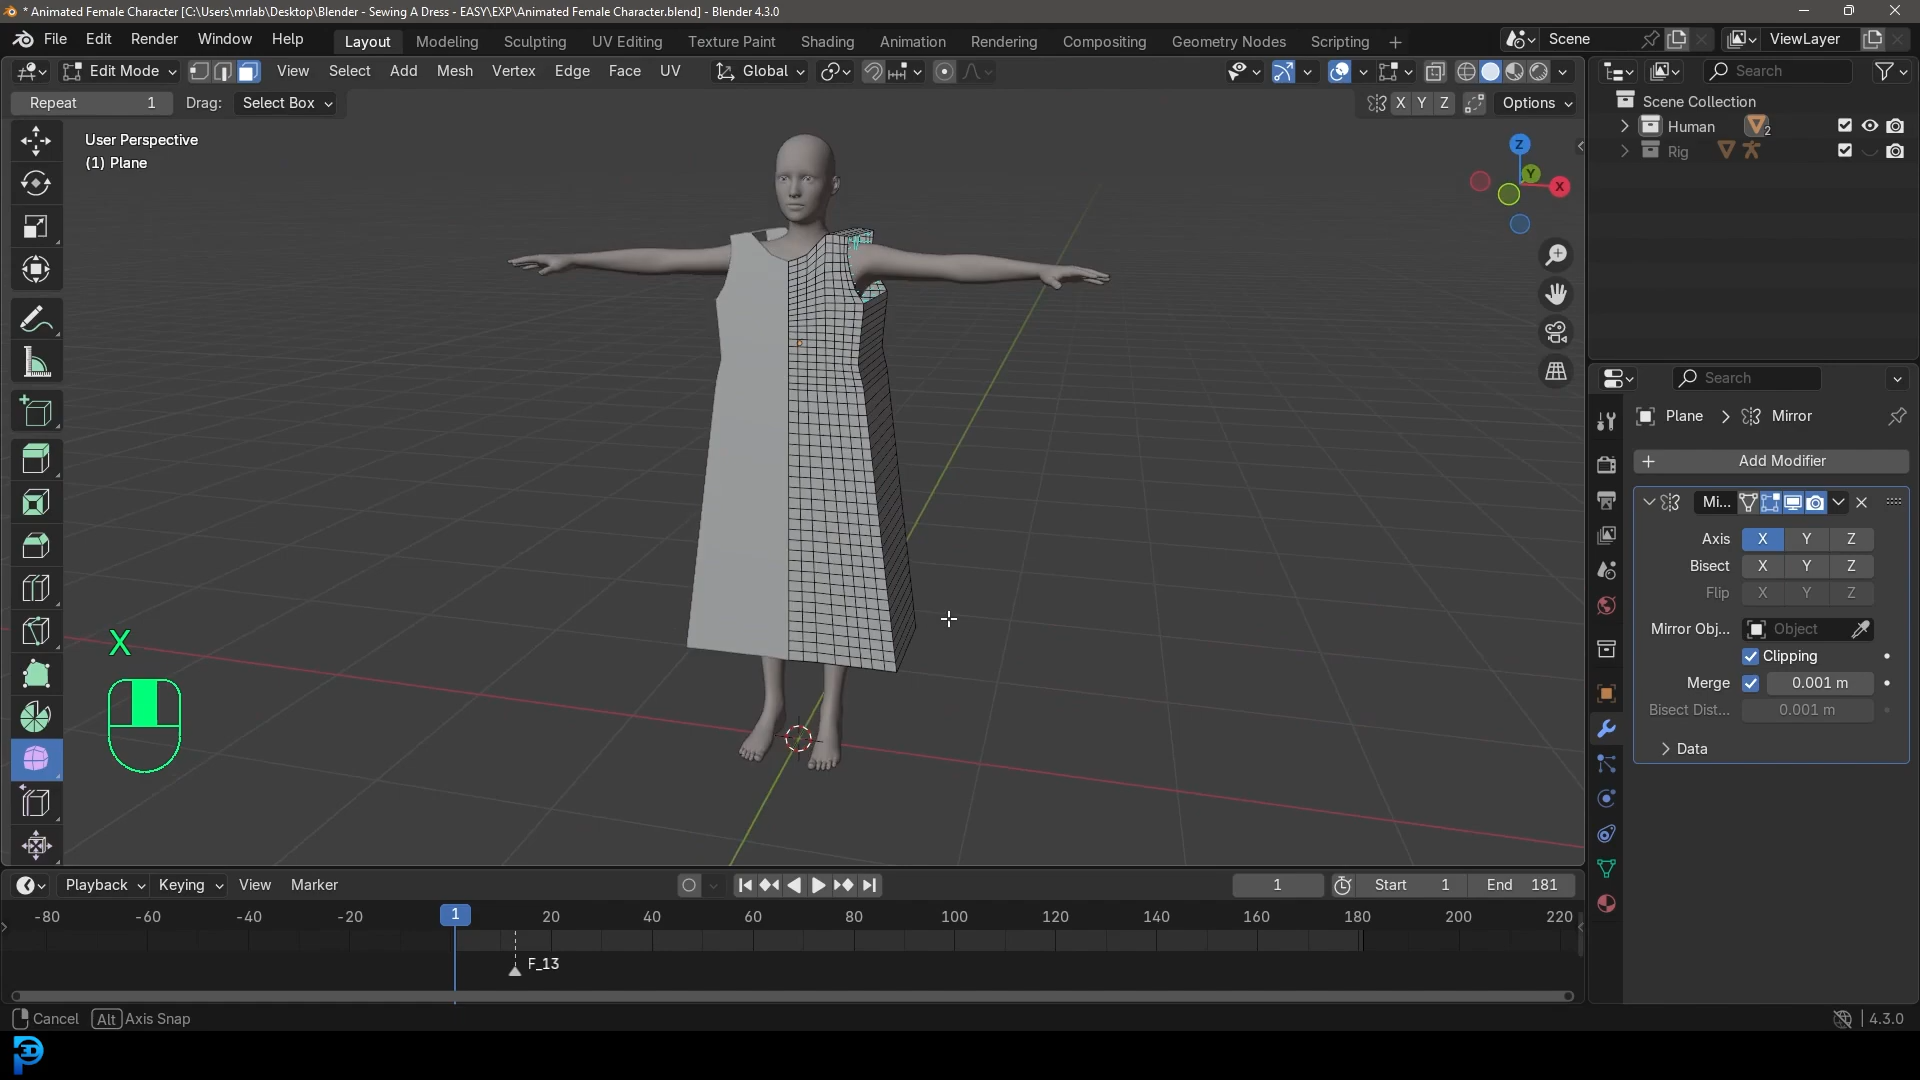 * Animated Female Character [C:\Users\mrlab\Desktop\Blender - Sewing A Dress - EASY\EXP\Animated Female Character.blend] - Blender 4.3.0
File Edit Render Window Help Layout Modeling Sculpting UV Editing Texture Paint Shading Animation Rendering Compositing Geometry Nodes Scripting + Scene ViewLayer
Edit Mode View Select Add Mesh Vertex Edge Face UV Global Search
Repeat 1 Drag: Select Box X Y Z Options
Scene Collection
Human 2
Rig
User Perspective
(1) Plane
Z
Y
X
Search
Plane > Mirror
+ Add Modifier
Mi...
Axis X Y Z
Bisect X Y Z
Flip X Y Z
Mirror Obj... Object
Clipping
Merge 0.001 m
Bisect Dist... 0.001 m
Data
X
Playback Keying View Marker 1 Start 1 End 181
-80 -60 -40 -20 1 20 40 60 80 100 120 140 160 180 200 220
F_13
Cancel Alt Axis Snap 4.3.0
3D